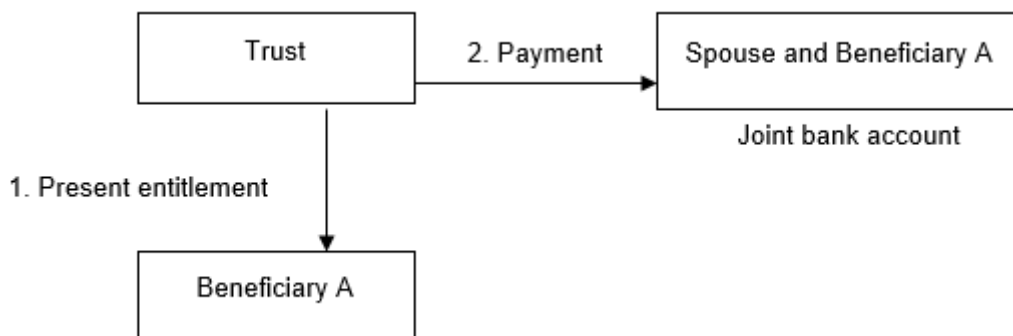 Trust
2. Payment
Spouse and Beneficiary A
Joint bank account
1. Present entitlement
Beneficiary A